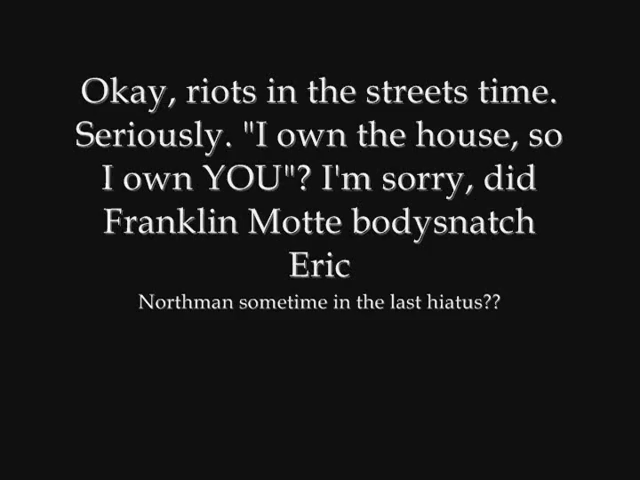 Okay, riots in the streets time.
Seriously. "I own the house, so
I own YOU"? I'm sorry, did
Franklin Motte bodysnatch
Eric
Northman sometime in the last hiatus??